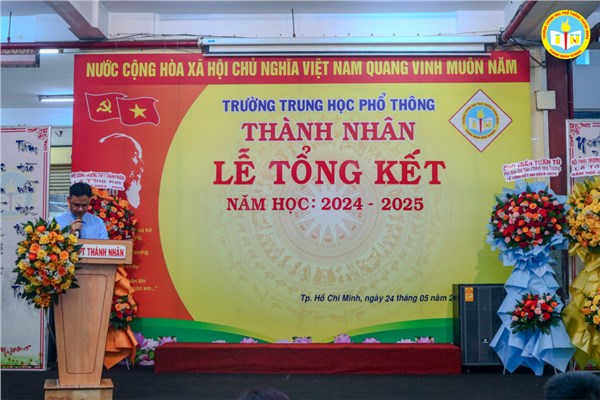 NƯỚC CỘNG HÒA XÃ HỘI CHỦ NGHĨA VIỆT NAM QUANG VINH MUÔN NĂM
TRƯỜNG TRUNG HỌC PHỔ THÔNG
THÀNH NHÂN
LỄ TỔNG KẾT
NĂM HỌC: 2024 - 2025
Tp. Hồ Chí Minh, ngày 24 tháng 05 năm
THÀNH NHÂN